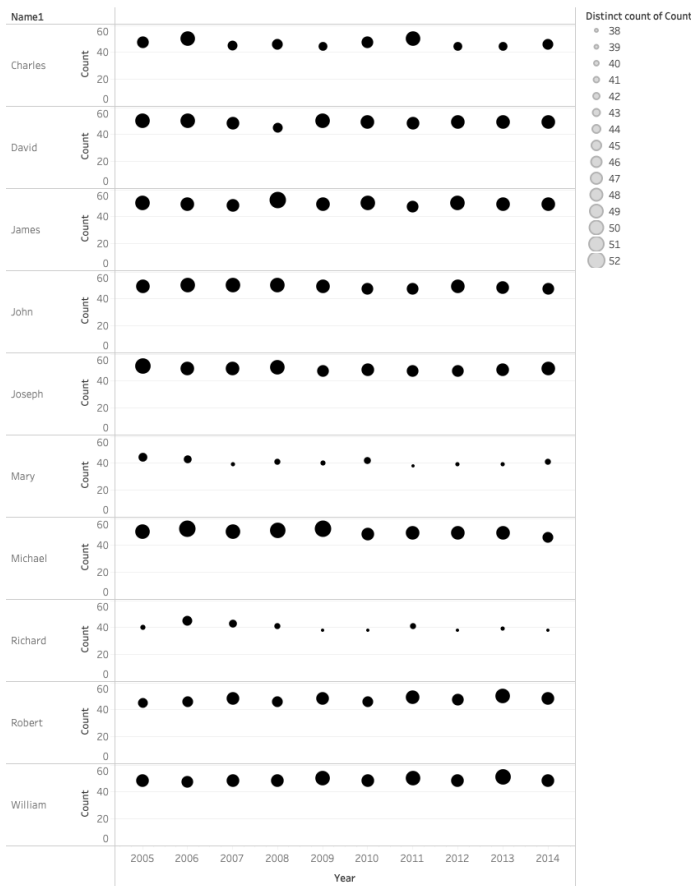 Name1
Distinct count of Count
38
39
40
41
42
43
44
45
46
47
48
49
50
51
52
Charles
Count
60
40
20
0
David
Count
60
40
20
0
James
Count
60
40
20
0
John
Count
60
40
20
0
Joseph
Count
60
40
20
0
Mary
Count
60
40
20
0
Michael
Count
60
40
20
0
Richard
Count
60
40
20
0
Robert
Count
60
40
20
0
William
Count
60
40
20
0
2005 2006 2007 2008 2009 2010 2011 2012 2013 2014
Year